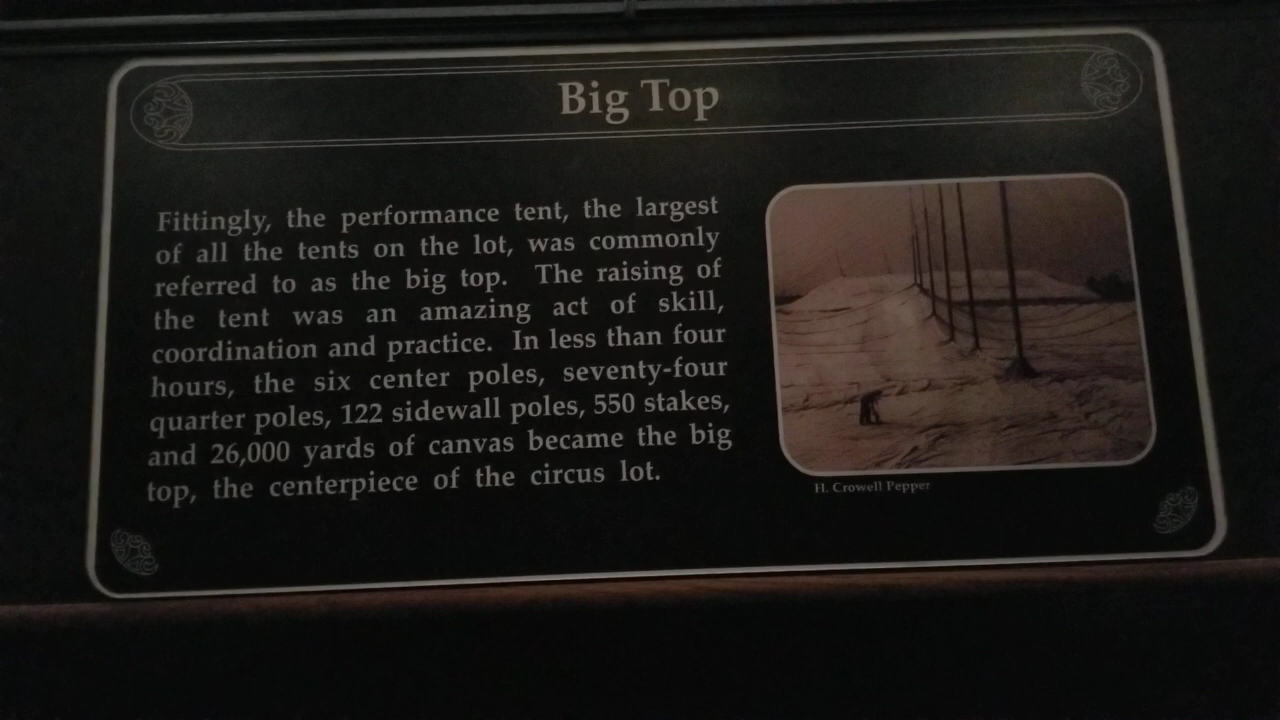 Big Top
Fittingly, the performance tent, the largest
of all the tents on the lot, was commonly
referred to as the big top. The raising of
the tent was an amazing act of skill,
coordination and practice. In less than four
hours, the six center poles, seventy-four
quarter poles, 122 sidewall poles, 550 stakes,
and 26,000 yards of canvas became the big
top, the centerpiece of the circus lot.
H. Crowell Pepper